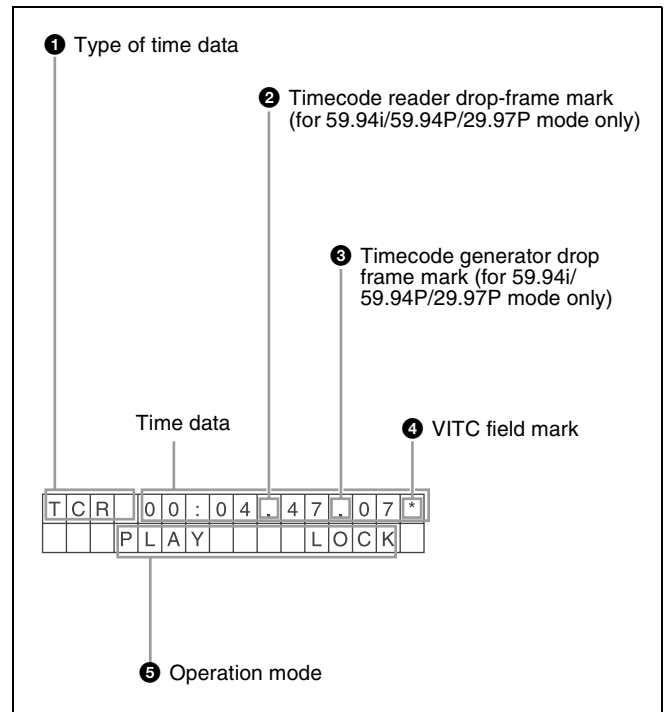 ❶ Type of time data
❷ Timecode reader drop-frame mark
(for 59.94i/59.94P/29.97P mode only)
❸ Timecode generator drop
frame mark (for 59.94i/
59.94P/29.97P mode only)
Time data
❹ VITC field mark
TCR 00:04.47.07*
PLAY LOCK
❺ Operation mode